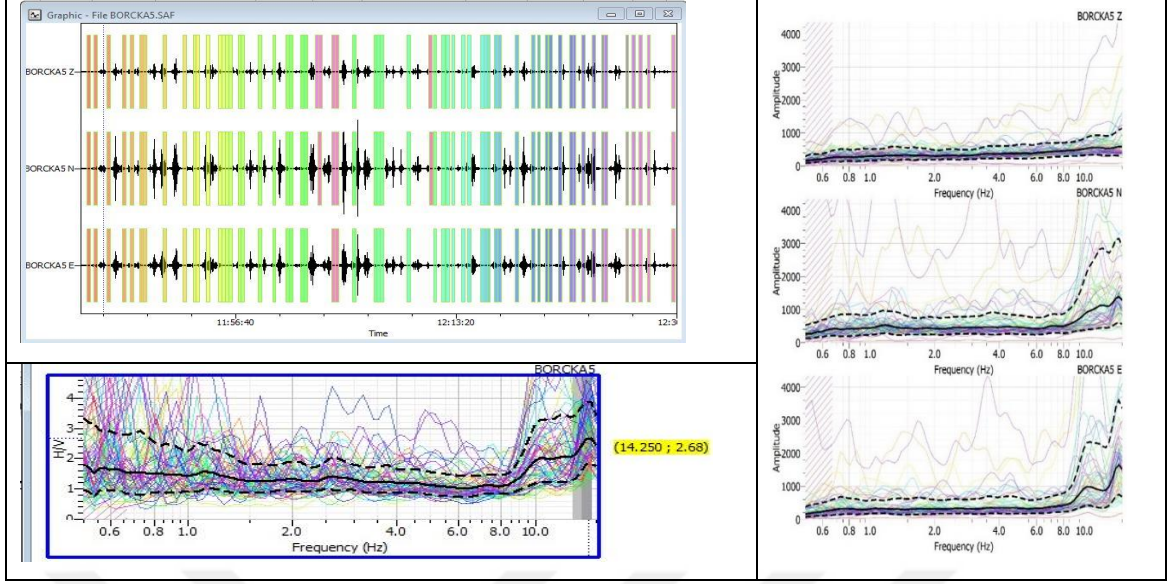 Graphic - File BORCKA5.SAF
BORCKA5 Z
BORCKA5 N
BORCKA5 E
11:56:40 12:13:20 12:3
Time
BORCKA5
H/V
4
3
2
1
0
0.6 0.8 1.0 2.0 4.0 6.0 8.0 10.0
Frequency (Hz)
(14.250 ; 2.68)
BORCKA5 Z
Amplitude
4000
3000
2000
1000
0
0.6 0.8 1.0 2.0 4.0 6.0 8.0 10.0
Frequency (Hz)
BORCKA5 N
Amplitude
4000
3000
2000
1000
0
0.6 0.8 1.0 2.0 4.0 6.0 8.0 10.0
Frequency (Hz)
BORCKA5 E
Amplitude
4000
3000
2000
1000
0
0.6 0.8 1.0 2.0 4.0 6.0 8.0 10.0
Frequency (Hz)